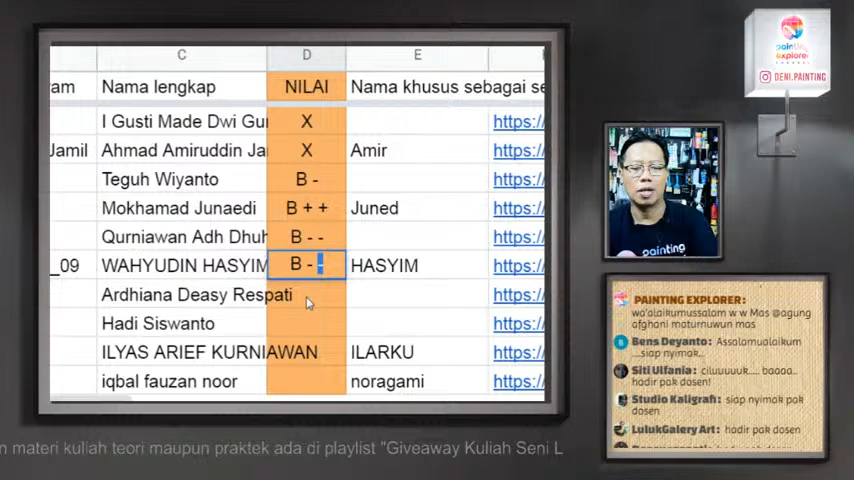 C D E
Nama lengkap NILAI Nama khusus sebagai se
I Gusti Made Dwi Gu X https:/
Jamil Ahmad Amiruddin Ja X Amir https:/
Teguh Wiyanto B - https:/
Mokhamad Junaedi B + + Juned https:/
Qurniawan Adh Dhuh B - - https:/
_09 WAHYUDIN HASYIM B - - HASYIM https:/
Ardhiana Deasy Respati https:/
Hadi Siswanto https:/
ILYAS ARIEF KURNIAWAN ILARKU https:/
iqbal fauzan noor noragami https:/
n materi kuliah teori maupun praktek ada di playlist "Giveaway Kuliah Seni L
painting
explorer
CHANNEL
DENI.PAINTING
painting
PAINTING EXPLORER:
wa'alaikumussalam w w Mas @agung
afghani maturnuwun mas
Bens Deyanto: Assalamualaikum
....siap nyimak...
Siti Ulfania: ciluuuuuk..... baaaa..
hadir pak dosen!
Studio Kaligrafi: siap nyimak pak
dosen
LulukGalery Art: hadir pak dosen